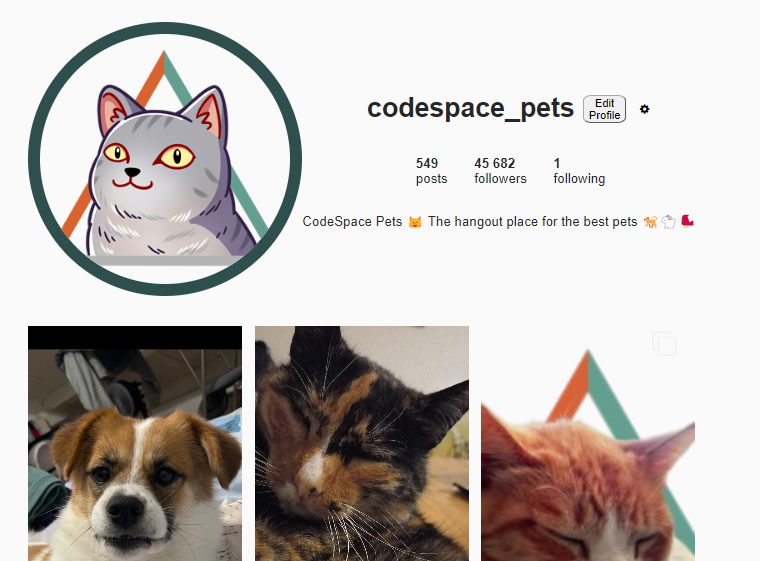 codespace_pets
Edit
Profile
549
posts
45 682
followers
1
following
CodeSpace Pets 😺 The hangout place for the best pets 🐕🐁🐩